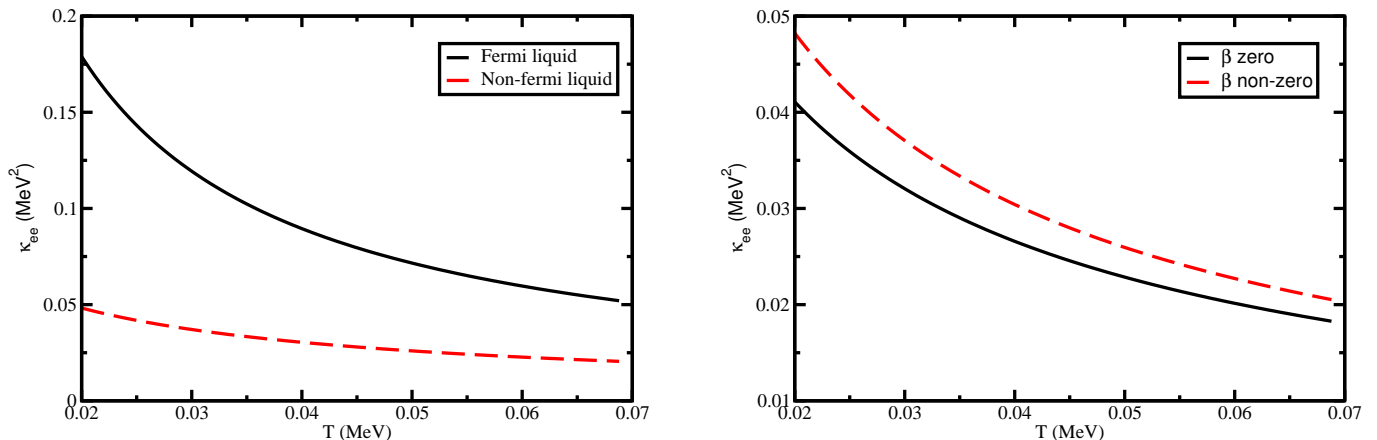 0.2
0.15
0.1
0.05
0
κee (MeV2)
Fermi liquid
Non-fermi liquid
0.02 0.03 0.04 0.05 0.06 0.07
T (MeV)
0.05
0.04
0.03
0.02
0.01
κee (MeV2)
β zero
β non-zero
0.02 0.03 0.04 0.05 0.06 0.07
T (MeV)